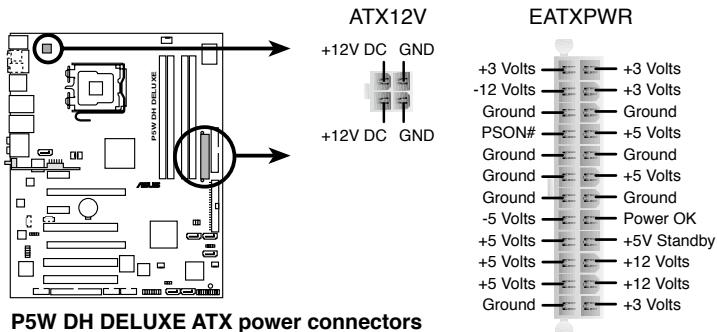 ATX12V
EATXPWR
+12V DC GND
+12V DC GND
+3 Volts +3 Volts
-12 Volts +3 Volts
Ground Ground
PSON# +5 Volts
Ground Ground
Ground +5 Volts
Ground Ground
-5 Volts Power OK
+5 Volts +5V Standby
+5 Volts +12 Volts
+5 Volts +12 Volts
Ground +3 Volts
P5W DH DELUXE
ASUS
P5W DH DELUXE ATX power connectors